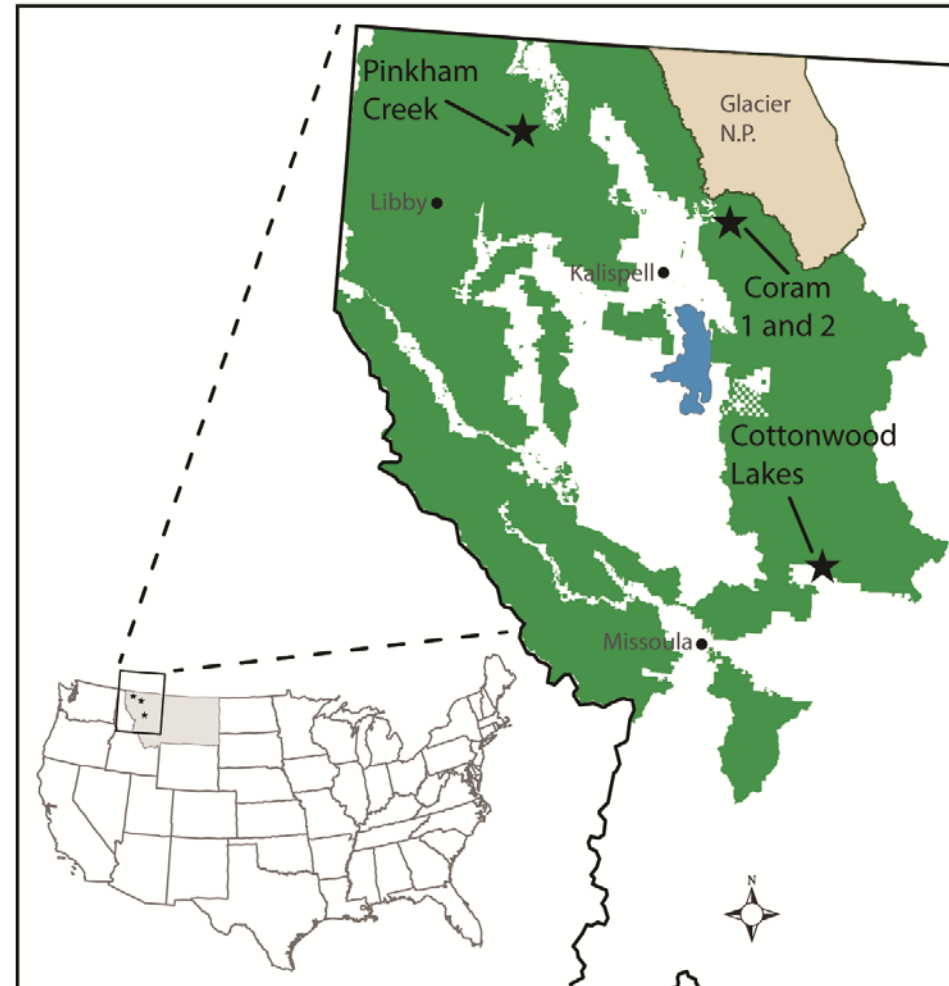 Pinkham
Creek
Glacier
N.P.
Libby
Kalispell
Coram
1 and 2
Cottonwood
Lakes
Missoula
N